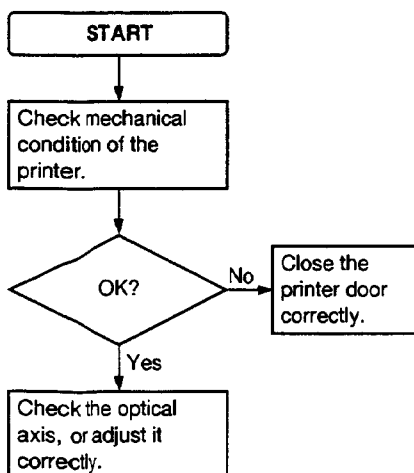 START
Check mechanical
condition of the
printer.
OK?
No
Close the
printer door
correctly.
Yes
Check the optical
axis, or adjust it
correctly.